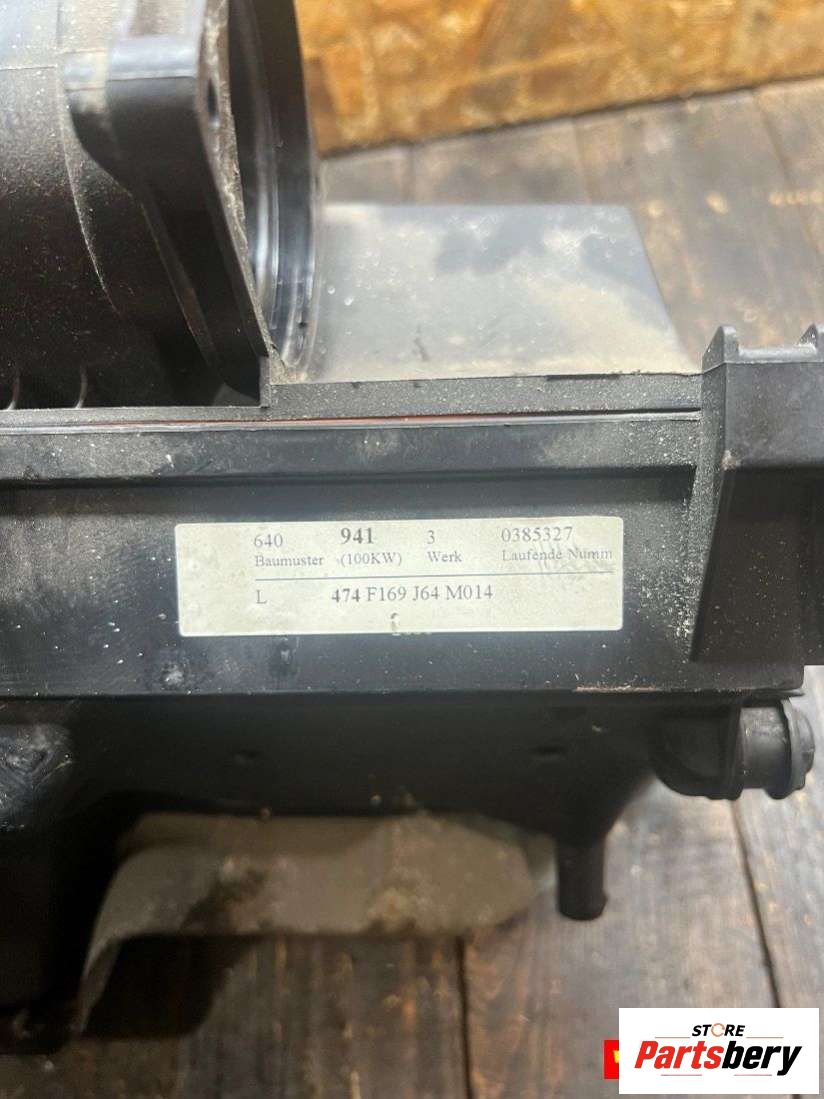 640 941 3 0385327
Baumuster (100KW) Werk Laufende Numm
L 474 F169 J64 M014
STORE
Partsbery